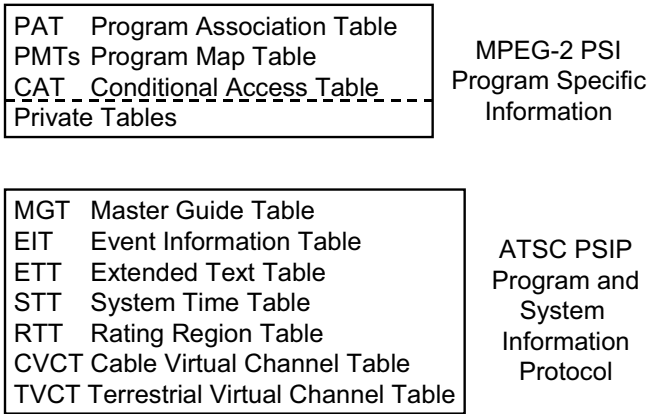 PAT Program Association Table
PMTs Program Map Table
CAT Conditional Access Table
Private Tables
MPEG-2 PSI
Program Specific
Information
MGT Master Guide Table
EIT Event Information Table
ETT Extended Text Table
STT System Time Table
RTT Rating Region Table
CVCT Cable Virtual Channel Table
TVCT Terrestrial Virtual Channel Table
ATSC PSIP
Program and
System
Information
Protocol